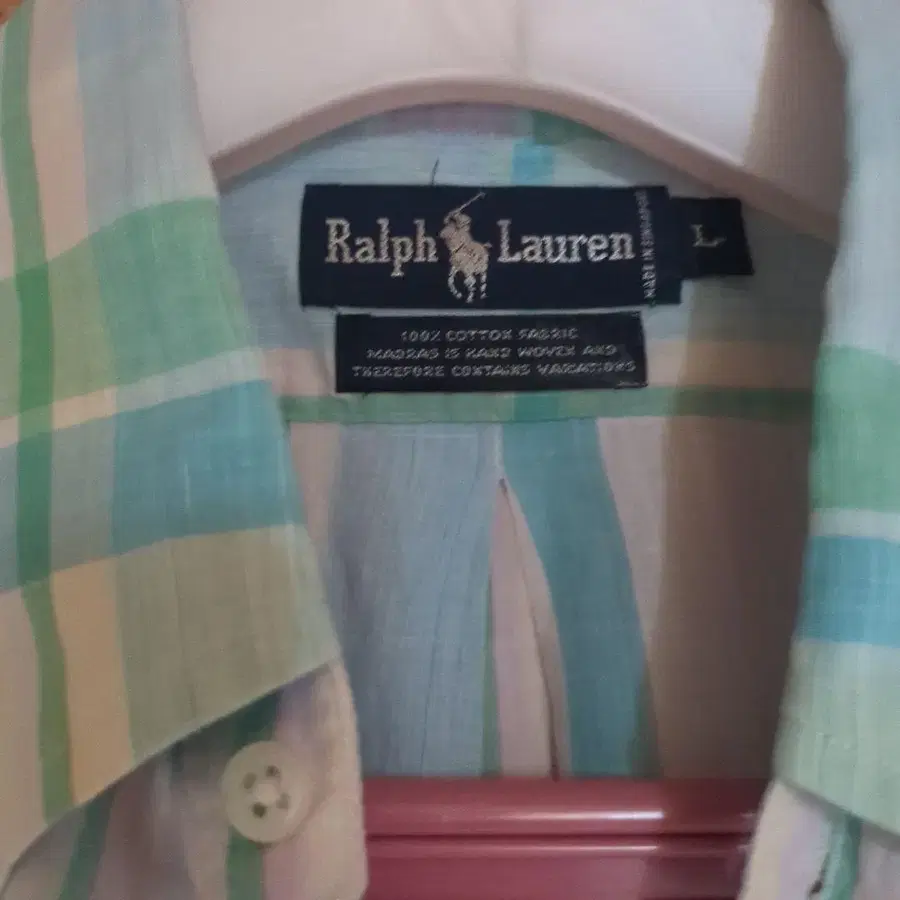 Ralph Lauren
MADE IN SINGAPORE
L
100% COTTON FABRIC
MADRAS IS HAND WOVEN AND
THEREFORE CONTAINS VARIATIONS